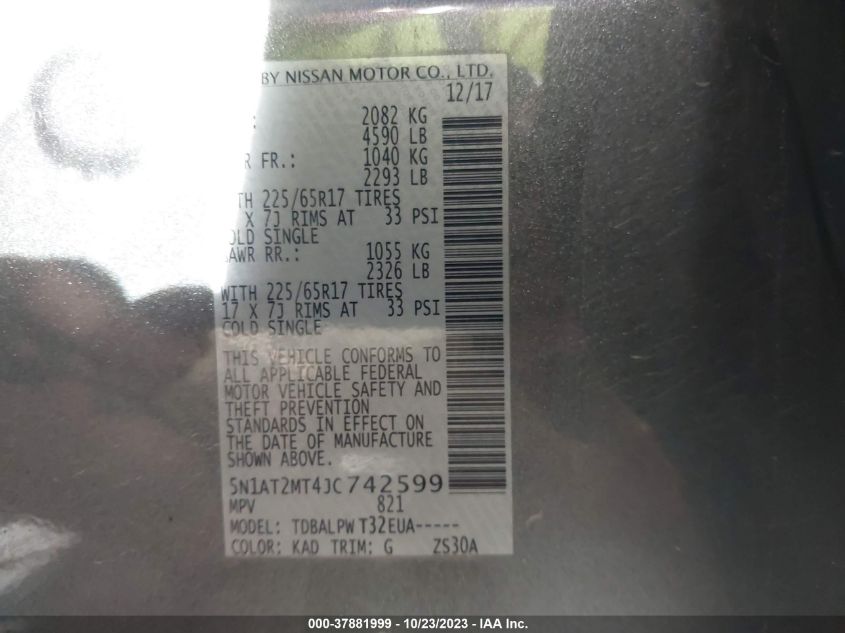 BY NISSAN MOTOR CO., LTD.
12/17
: 2082 KG
4590 LB
R FR.: 1040 KG
2293 LB
TH 225/65R17 TIRES
X 7J RIMS AT 33 PSI
OLD SINGLE
AWR RR.: 1055 KG
2326 LB
WITH 225/65R17 TIRES
17 X 7J RIMS AT 33 PSI
COLD SINGLE
THIS VEHICLE CONFORMS TO
ALL APPLICABLE FEDERAL
MOTOR VEHICLE SAFETY AND
THEFT PREVENTION
STANDARDS IN EFFECT ON
THE DATE OF MANUFACTURE
SHOWN ABOVE.
5N1AT2MT4JC742599
MPV 821
MODEL: TDBALPW T32EUA-----
COLOR: KAD TRIM: G ZS30A
000-37881999 - 10/23/2023 - IAA Inc.